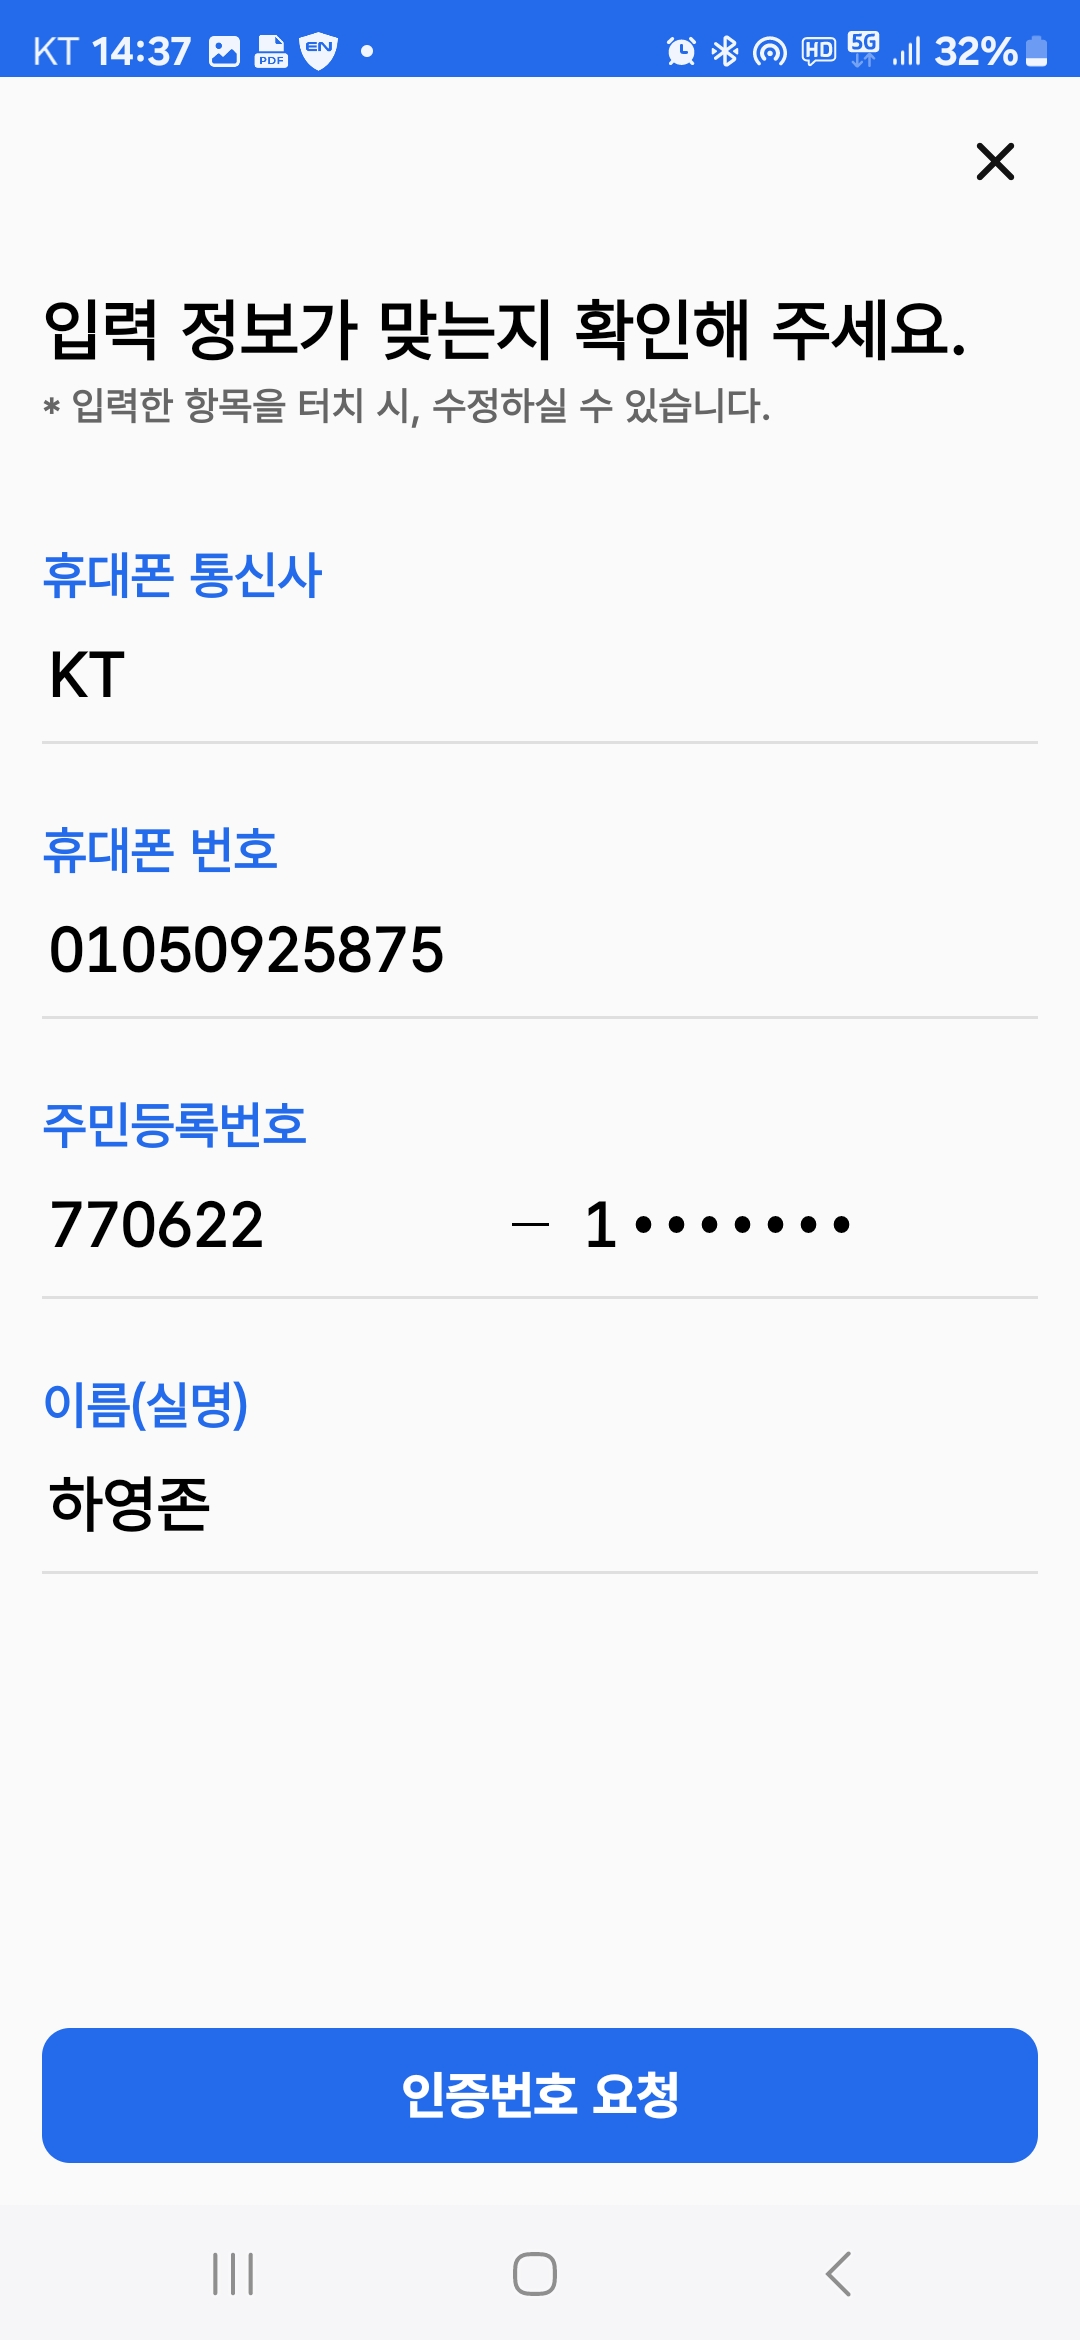 KT 14:37 PDF EN HD 5G 32%
입력 정보가 맞는지 확인해 주세요.
* 입력한 항목을 터치 시, 수정하실 수 있습니다.
휴대폰 통신사
KT
휴대폰 번호
01050925875
주민등록번호
770622 — 1•••••••
이름(실명)
하영존
인증번호 요청